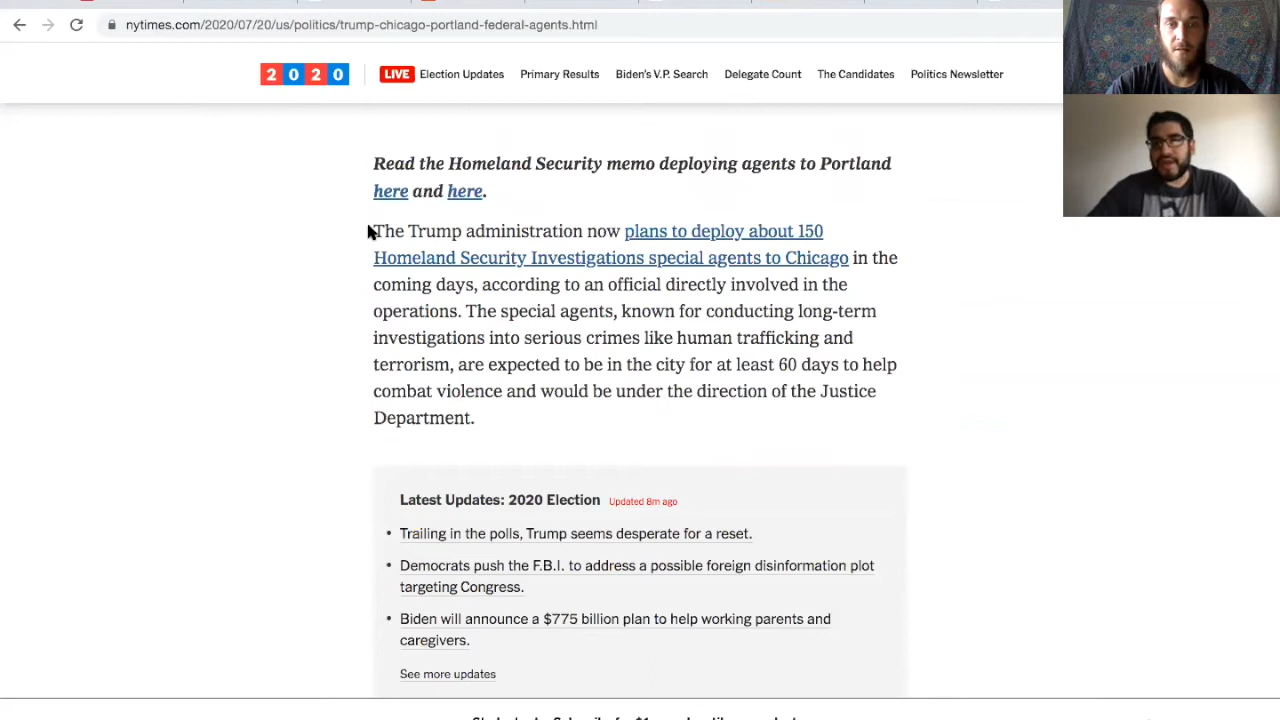 nytimes.com/2020/07/20/us/politics/trump-chicago-portland-federal-agents.html
2020 LIVE Election Updates Primary Results Biden's V.P. Search Delegate Count The Candidates Politics Newsletter
Read the Homeland Security memo deploying agents to Portland
here and here.
The Trump administration now plans to deploy about 150
Homeland Security Investigations special agents to Chicago in the
coming days, according to an official directly involved in the
operations. The special agents, known for conducting long-term
investigations into serious crimes like human trafficking and
terrorism, are expected to be in the city for at least 60 days to help
combat violence and would be under the direction of the Justice
Department.
Latest Updates: 2020 Election Updated 8m ago
• Trailing in the polls, Trump seems desperate for a reset.
• Democrats push the F.B.I. to address a possible foreign disinformation plot
targeting Congress.
• Biden will announce a $775 billion plan to help working parents and
caregivers.
See more updates